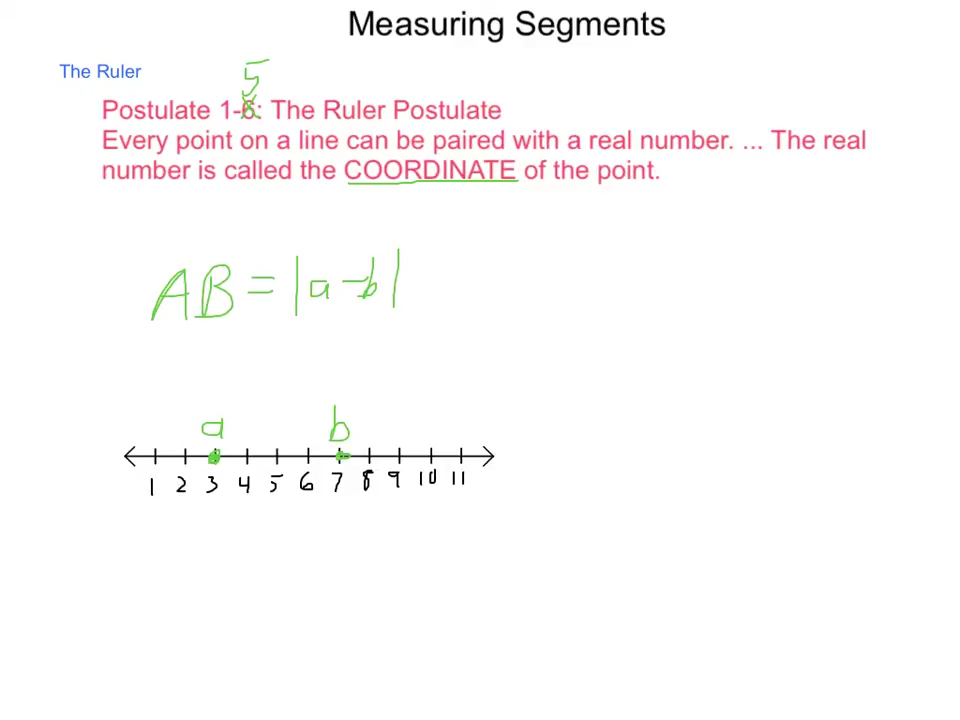 Measuring Segments
The Ruler
5
Postulate 1-6: The Ruler Postulate
Every point on a line can be paired with a real number. ... The real
number is called the COORDINATE of the point.
AB = |a-b|
a b
1 2 3 4 5 6 7 8 9 10 11